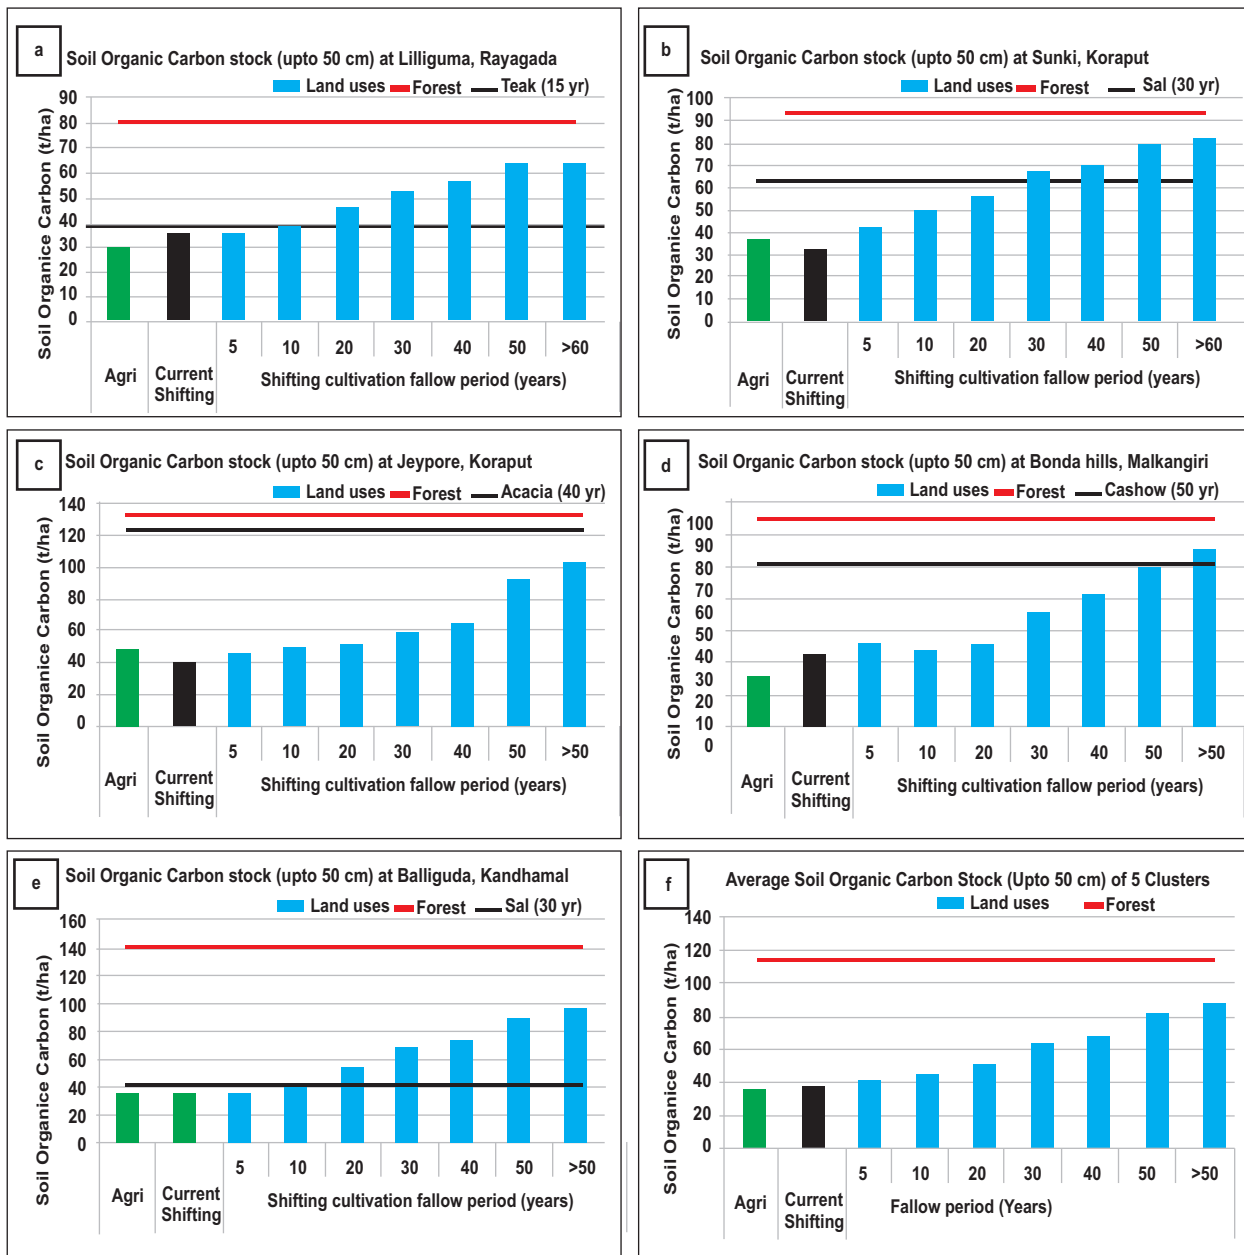 a
Soil Organic Carbon stock (upto 50 cm) at Lilliguma, Rayagada
Land uses Forest Teak (15 yr)
Soil Organice Carbon (t/ha)
90
80
70
60
50
40
30
20
10
0
5 10 20 30 40 50 >60
Agri Current Shifting Shifting cultivation fallow period (years)
b
Soil Organic Carbon stock (upto 50 cm) at Sunki, Koraput
Land uses Forest Sal (30 yr)
Soil Organice Carbon (t/ha)
100
90
80
70
60
50
40
30
20
10
0
5 10 20 30 40 50 >60
Agri Current Shifting Shifting cultivation fallow period (years)
c
Soil Organic Carbon stock (upto 50 cm) at Jeypore, Koraput
Land uses Forest Acacia (40 yr)
Soil Organice Carbon (t/ha)
140
120
100
80
60
40
20
0
5 10 20 30 40 50 >50
Agri Current Shifting Shifting cultivation fallow period (years)
d
Soil Organic Carbon stock (upto 50 cm) at Bonda hills, Malkangiri
Land uses Forest Cashow (50 yr)
Soil Organice Carbon (t/ha)
100
90
80
70
60
50
40
30
20
10
0
5 10 20 30 40 50 >50
Agri Current Shifting Shifting cultivation fallow period (years)
e
Soil Organic Carbon stock (upto 50 cm) at Balliguda, Kandhamal
Land uses Forest Sal (30 yr)
Soil Organice Carbon (t/ha)
160
140
120
100
80
60
40
20
0
5 10 20 30 40 50 >50
Agri Current Shifting Shifting cultivation fallow period (years)
f
Average Soil Organic Carbon Stock (Upto 50 cm) of 5 Clusters
Land uses Forest
Soil Organice Carbon (t/ha)
140
120
100
80
60
40
20
0
5 10 20 30 40 50 >50
Agri Current Shifting Fallow period (Years)